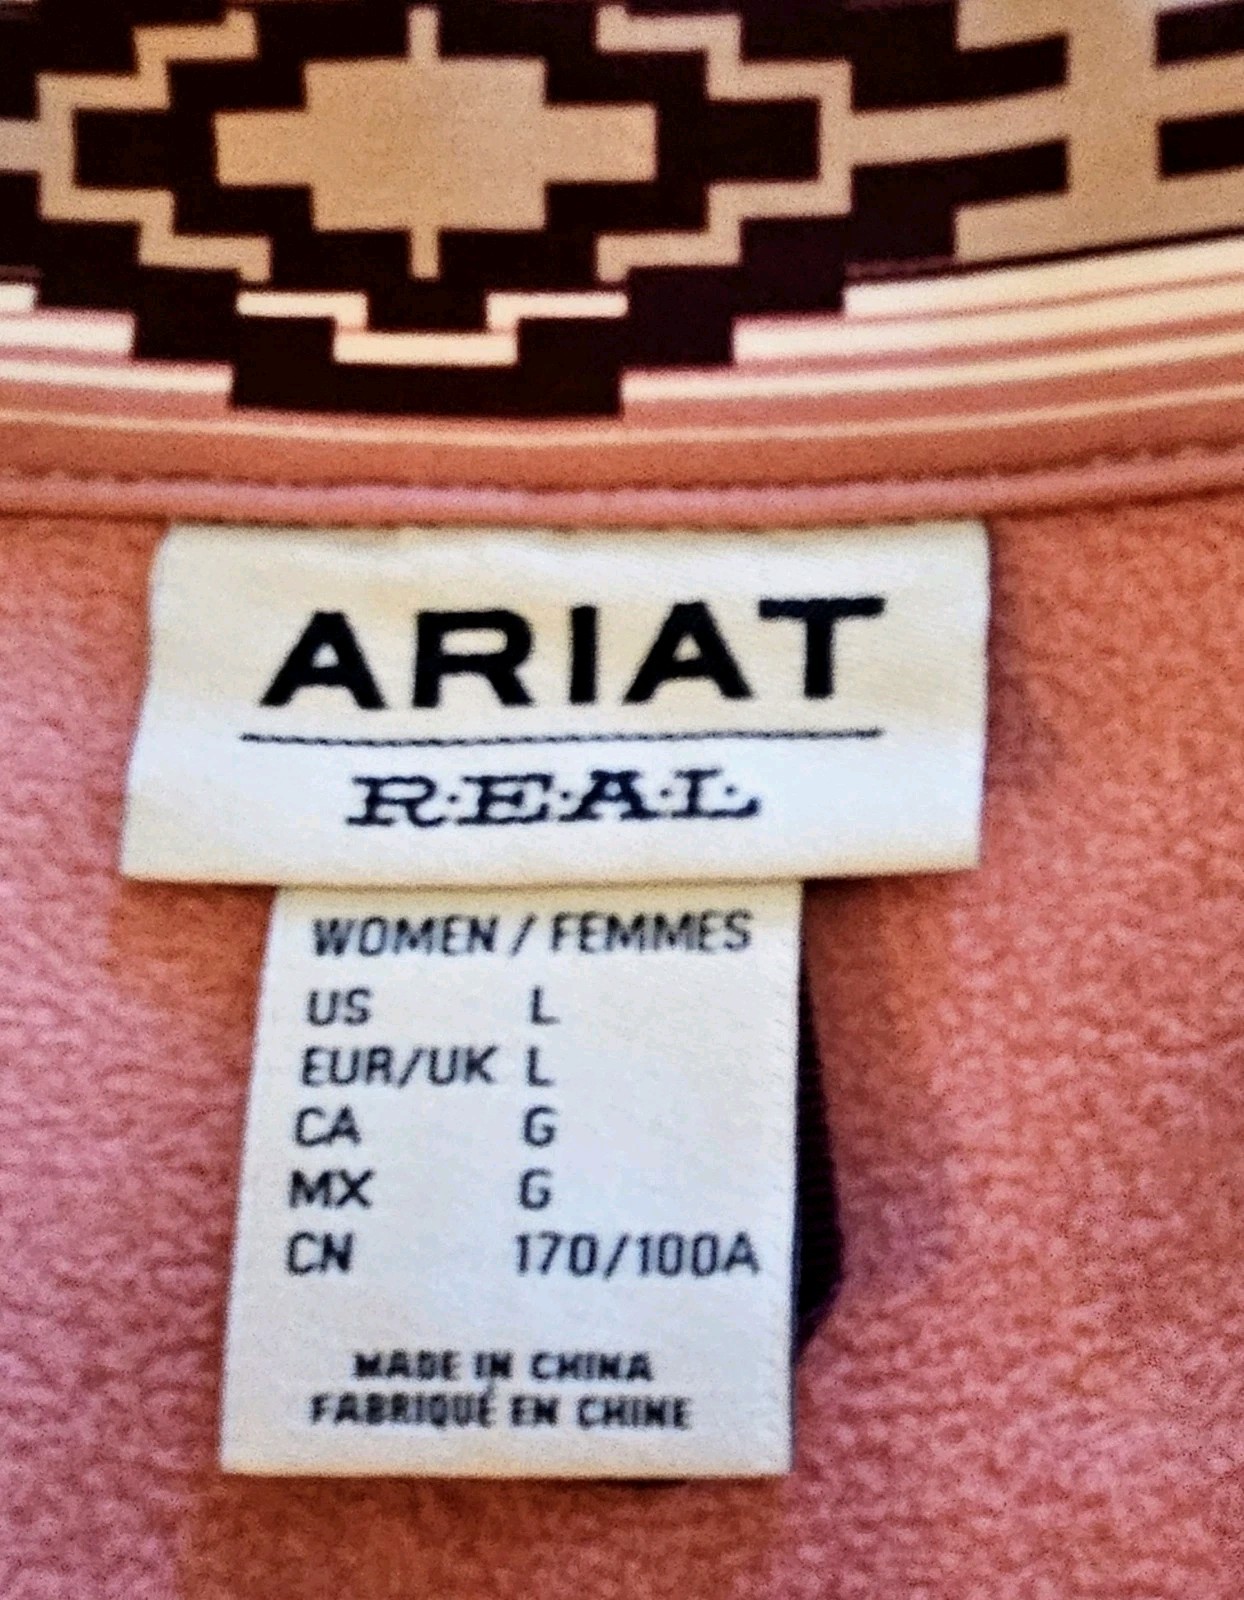 ARIAT
R·E·A·L
WOMEN / FEMMES
US L
EUR/UK L
CA G
MX G
CN 170/100A
MADE IN CHINA
FABRIQUÉ EN CHINE